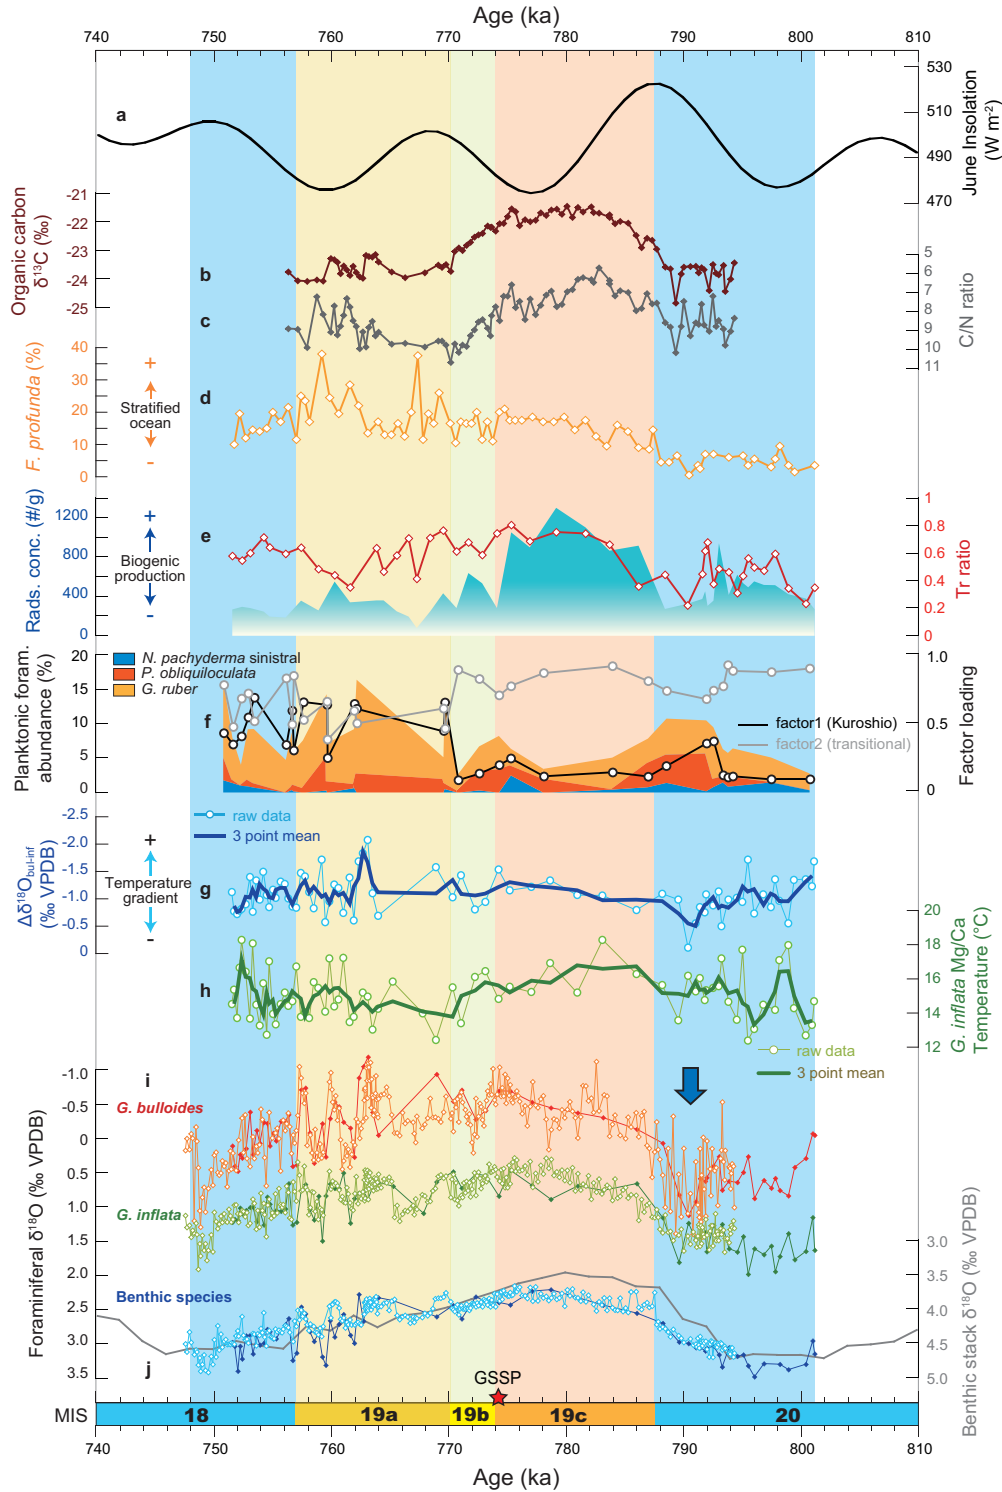 Age (ka)
740 750 760 770 780 790 800 810
a
530
510
490
470
June Insolation
(W m-2)
Organic carbon
δ13C (‰)
-21
-22
-23
-24
-25
b
c
5
6
7
8
9
10
11
C/N ratio
F. profunda (%)
40
30
20
10
0
+
Stratified
ocean
-
d
Rads. conc. (#/g)
1200
800
400
0
+
Biogenic
production
-
e
1
0.8
0.6
0.4
0.2
0
Tr ratio
Planktonic foram.
abundance (%)
20
15
10
5
0
N. pachyderma sinistral
P. obliquiloculata
G. ruber
f
factor1 (Kuroshio)
factor2 (transitional)
1.0
0.5
0
Factor loading
Δδ18Obul-inf
(‰ VPDB)
-2.5
-2.0
-1.5
-1.0
-0.5
0
+
Temperature
gradient
-
raw data
3 point mean
g
h
20
18
16
14
12
G. inflata Mg/Ca
Temperature (°C)
raw data
3 point mean
i
Foraminiferal δ18O (‰ VPDB)
-1.0
-0.5
0
0.5
1.0
1.5
2.0
2.5
3.0
3.5
G. bulloides
G. inflata
Benthic species
j
3.0
3.5
4.0
4.5
5.0
Benthic stack δ18O (‰ VPDB)
GSSP
MIS 18 19a 19b 19c 20
740 750 760 770 780 790 800 810
Age (ka)